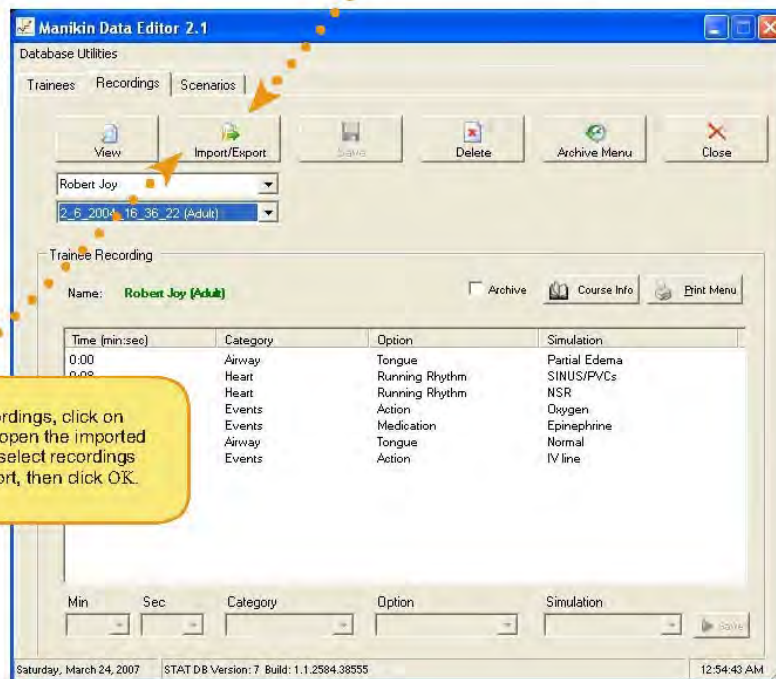 Manikin Data Editor 2.1
Database Utilities
Trainees Recordings Scenarios
View Import/Export Save Delete Archive Menu Close
Robert Joy
2_6_2004_16_36_22 (Adult)
Trainee Recording
Name: Robert Joy (Adult) Archive Course Info Print Menu
Time (min:sec) Category Option Simulation
0:00 Airway Tongue Partial Edema
0:08 Heart Running Rhythm SINUS/PVCs
Heart Running Rhythm NSR
Events Action Oxygen
Events Medication Epinephrine
Airway Tongue Normal
Events Action IV line
rdings, click on
open the imported
select recordings
ort, then click OK.
Min Sec Category Option Simulation
Save
Saturday, March 24, 2007 STAT DB Version: 7 Build: 1.1.2584.38555 12:54:43 AM